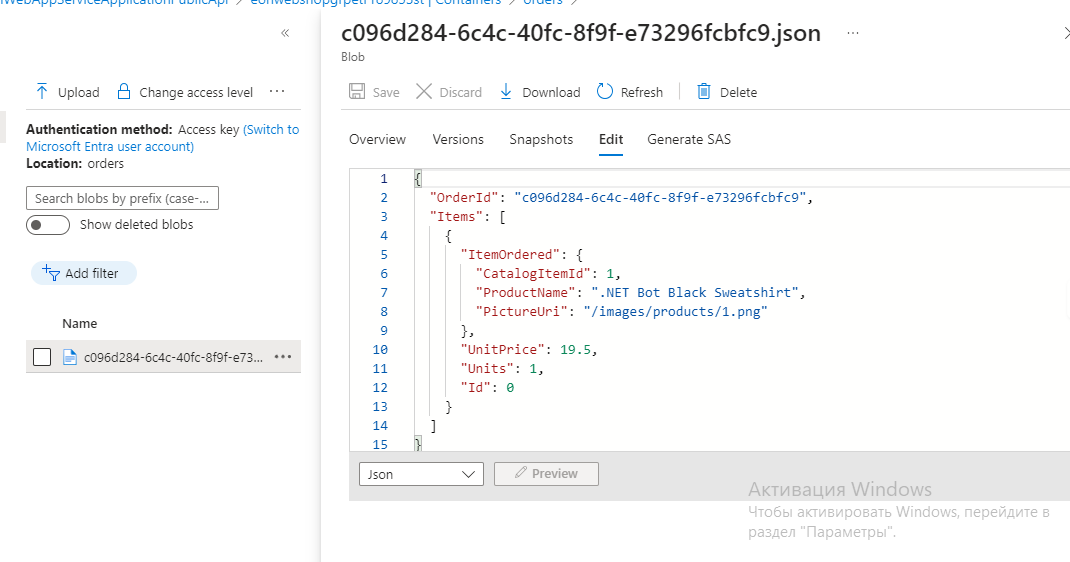 Containers
orders
c096d284-6c4c-40fc-8f9f-e73296fcbfc9.json
Blob
Upload
Change access level
Authentication method: Access key (Switch to
Microsoft Entra user account)
Location: orders
Search blobs by prefix (case-...
Show deleted blobs
Add filter
Name
c096d284-6c4c-40fc-8f9f-e73...
Save
Discard
Download
Refresh
Delete
Overview
Versions
Snapshots
Edit
Generate SAS
1 {
2 "OrderId": "c096d284-6c4c-40fc-8f9f-e73296fcbfc9",
3 "Items": [
4 {
5 "ItemOrdered": {
6 "CatalogItemId": 1,
7 "ProductName": ".NET Bot Black Sweatshirt",
8 "PictureUri": "/images/products/1.png"
9 },
10 "UnitPrice": 19.5,
11 "Units": 1,
12 "Id": 0
13 }
14 ]
15 }
Json
Preview
Активация Windows
Чтобы активировать Windows, перейдите в
раздел "Параметры".